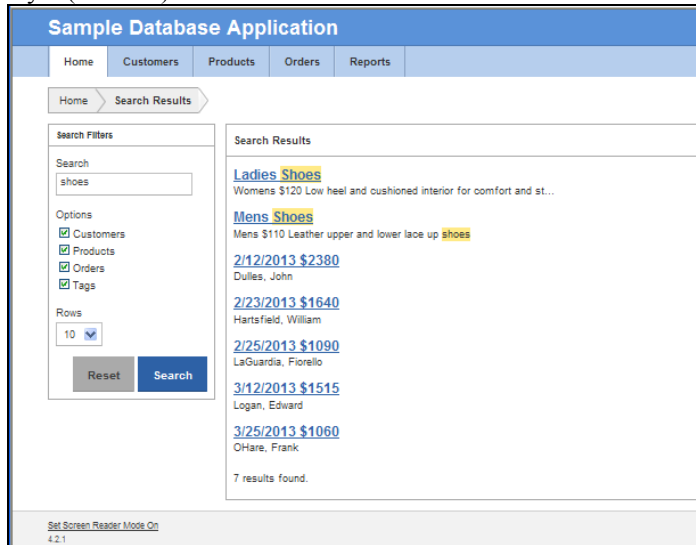 Sample Database Application
Home Customers Products Orders Reports
Home Search Results
Search Filters
Search
shoes
Options
Customers
Products
Orders
Tags
Rows
10
Reset Search
Search Results
Ladies Shoes
Womens $120 Low heel and cushioned interior for comfort and st...
Mens Shoes
Mens $110 Leather upper and lower lace up shoes
2/12/2013 $2380
Dulles, John
2/23/2013 $1640
Hartsfield, William
2/25/2013 $1090
LaGuardia, Fiorello
3/12/2013 $1515
Logan, Edward
3/25/2013 $1060
OHare, Frank
7 results found.
Set Screen Reader Mode On
4.2.1